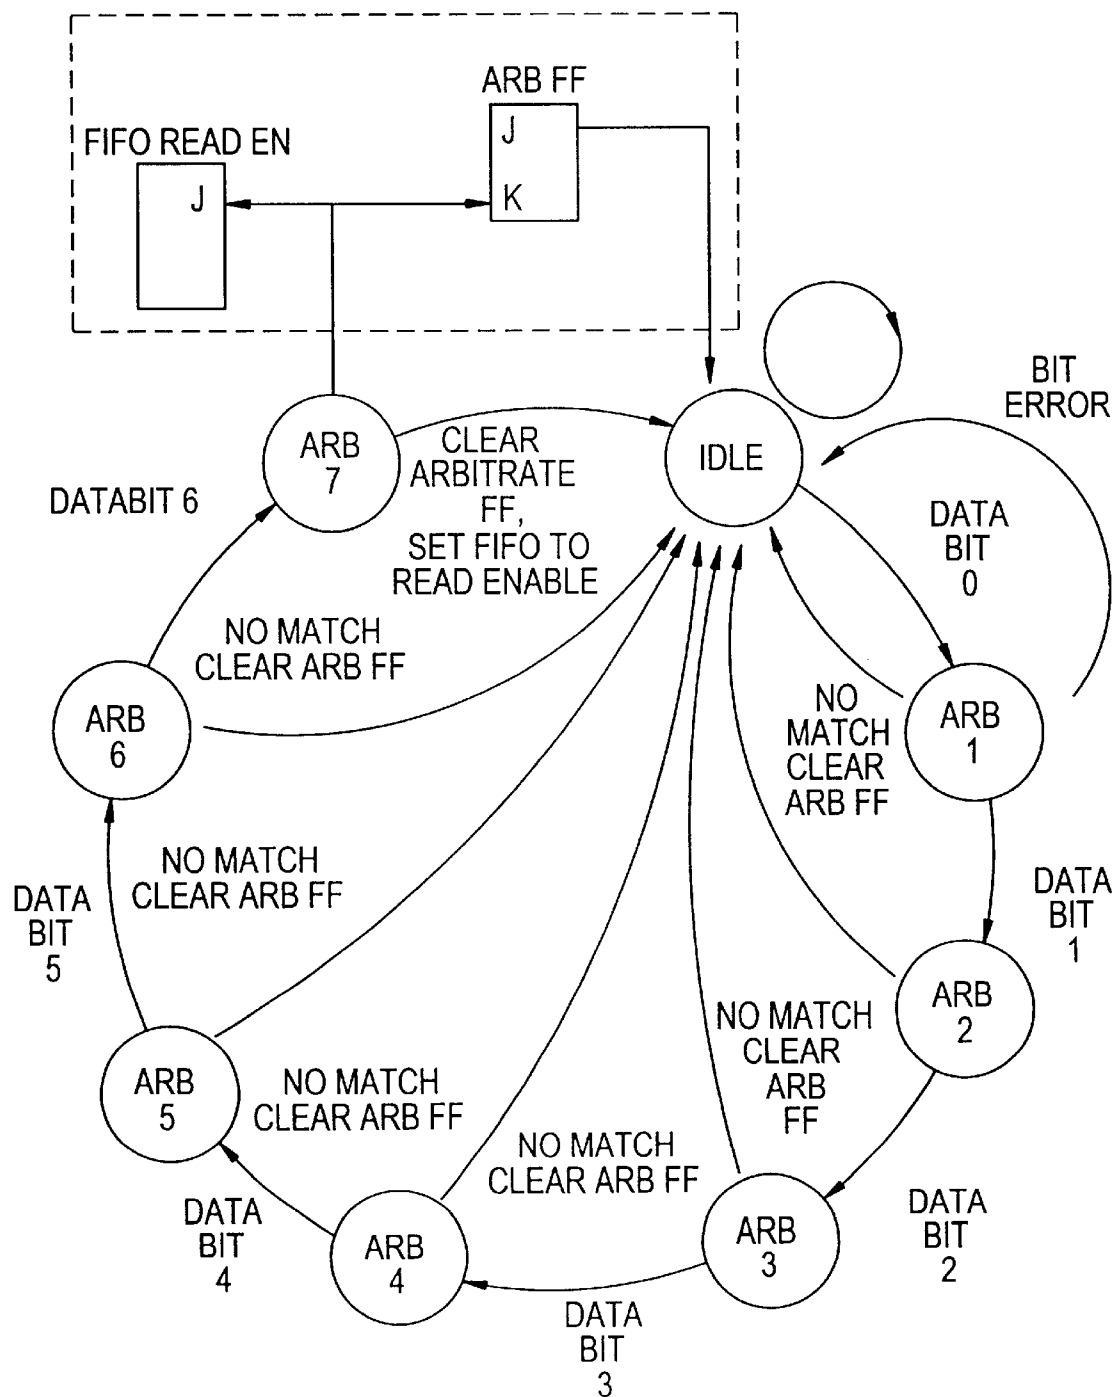 ARB FF
J
K
FIFO READ EN
J
BIT
ERROR
ARB
7
CLEAR
ARBITRATE
FF,
SET FIFO TO
READ ENABLE
IDLE
DATABIT 6
DATA
BIT
0
NO MATCH
CLEAR ARB FF
ARB
6
NO
MATCH
CLEAR
ARB FF
ARB
1
NO MATCH
CLEAR ARB FF
DATA
BIT
5
DATA
BIT
1
ARB
2
NO MATCH
CLEAR
ARB
FF
ARB
5
NO MATCH
CLEAR ARB FF
NO MATCH
CLEAR ARB FF
DATA
BIT
4
ARB
4
ARB
3
DATA
BIT
2
DATA
BIT
3